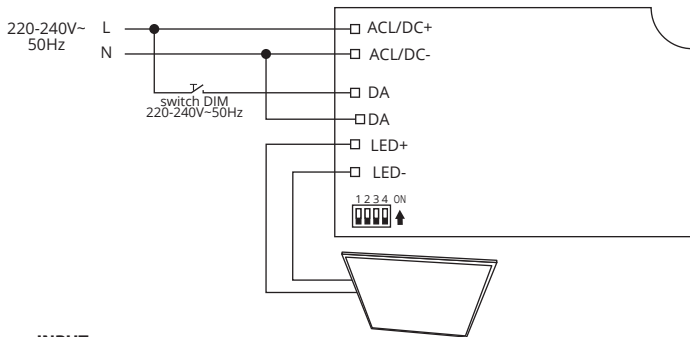 220-240V~ L
50Hz
N
ACL/DC+
ACL/DC-
switch DIM
220-240V~50Hz
DA
DA
LED+
LED-
1 2 3 4 ON